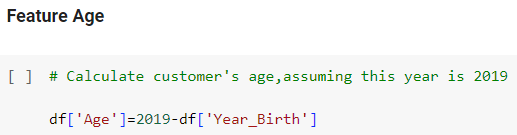 Feature Age
[ ] # Calculate customer's age,assuming this year is 2019
df['Age']=2019-df['Year_Birth']